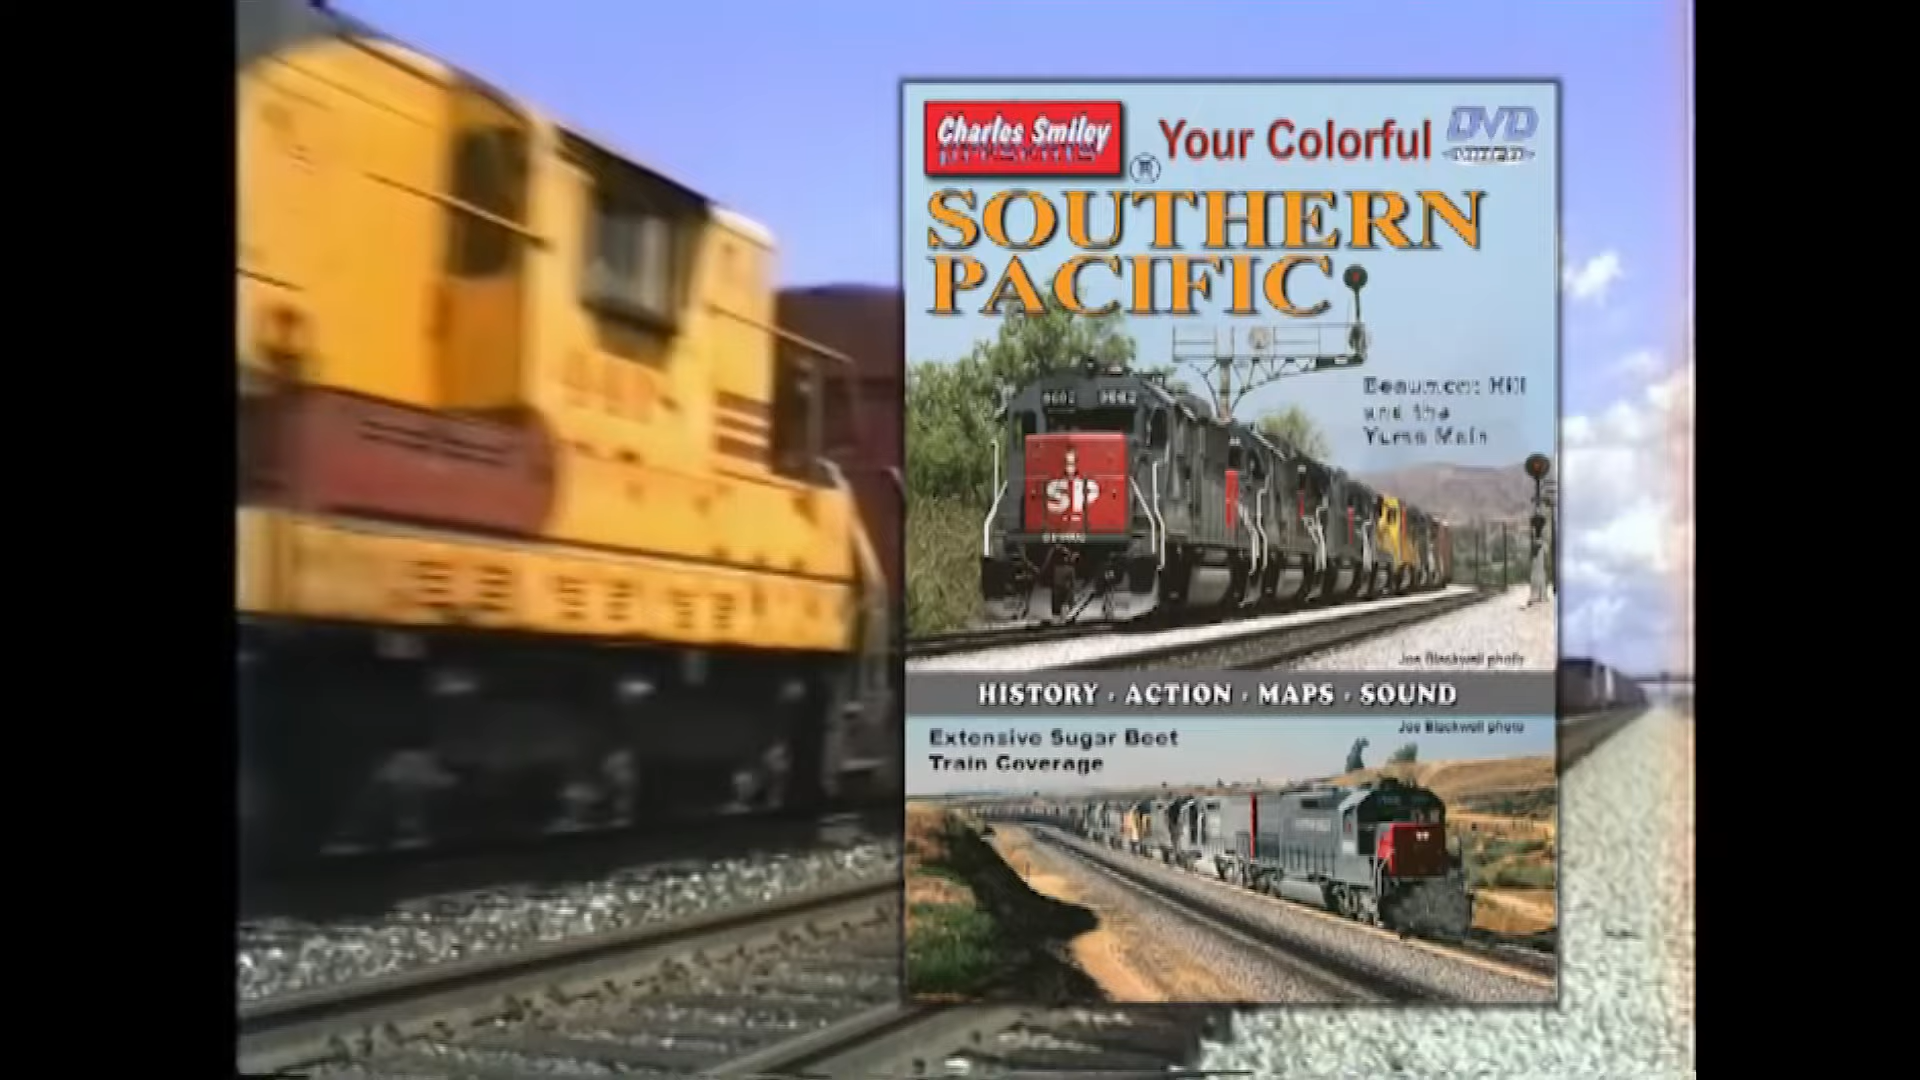 Charles Smiley
Your Colorful
DVD
VIDEO
SOUTHERN
PACIFIC
Beaumont Hill
and the
Yuma Main
SP
Joe Blackwell photo
HISTORY · ACTION · MAPS · SOUND
Joe Blackwell photo
Extensive Sugar Beet
Train Coverage